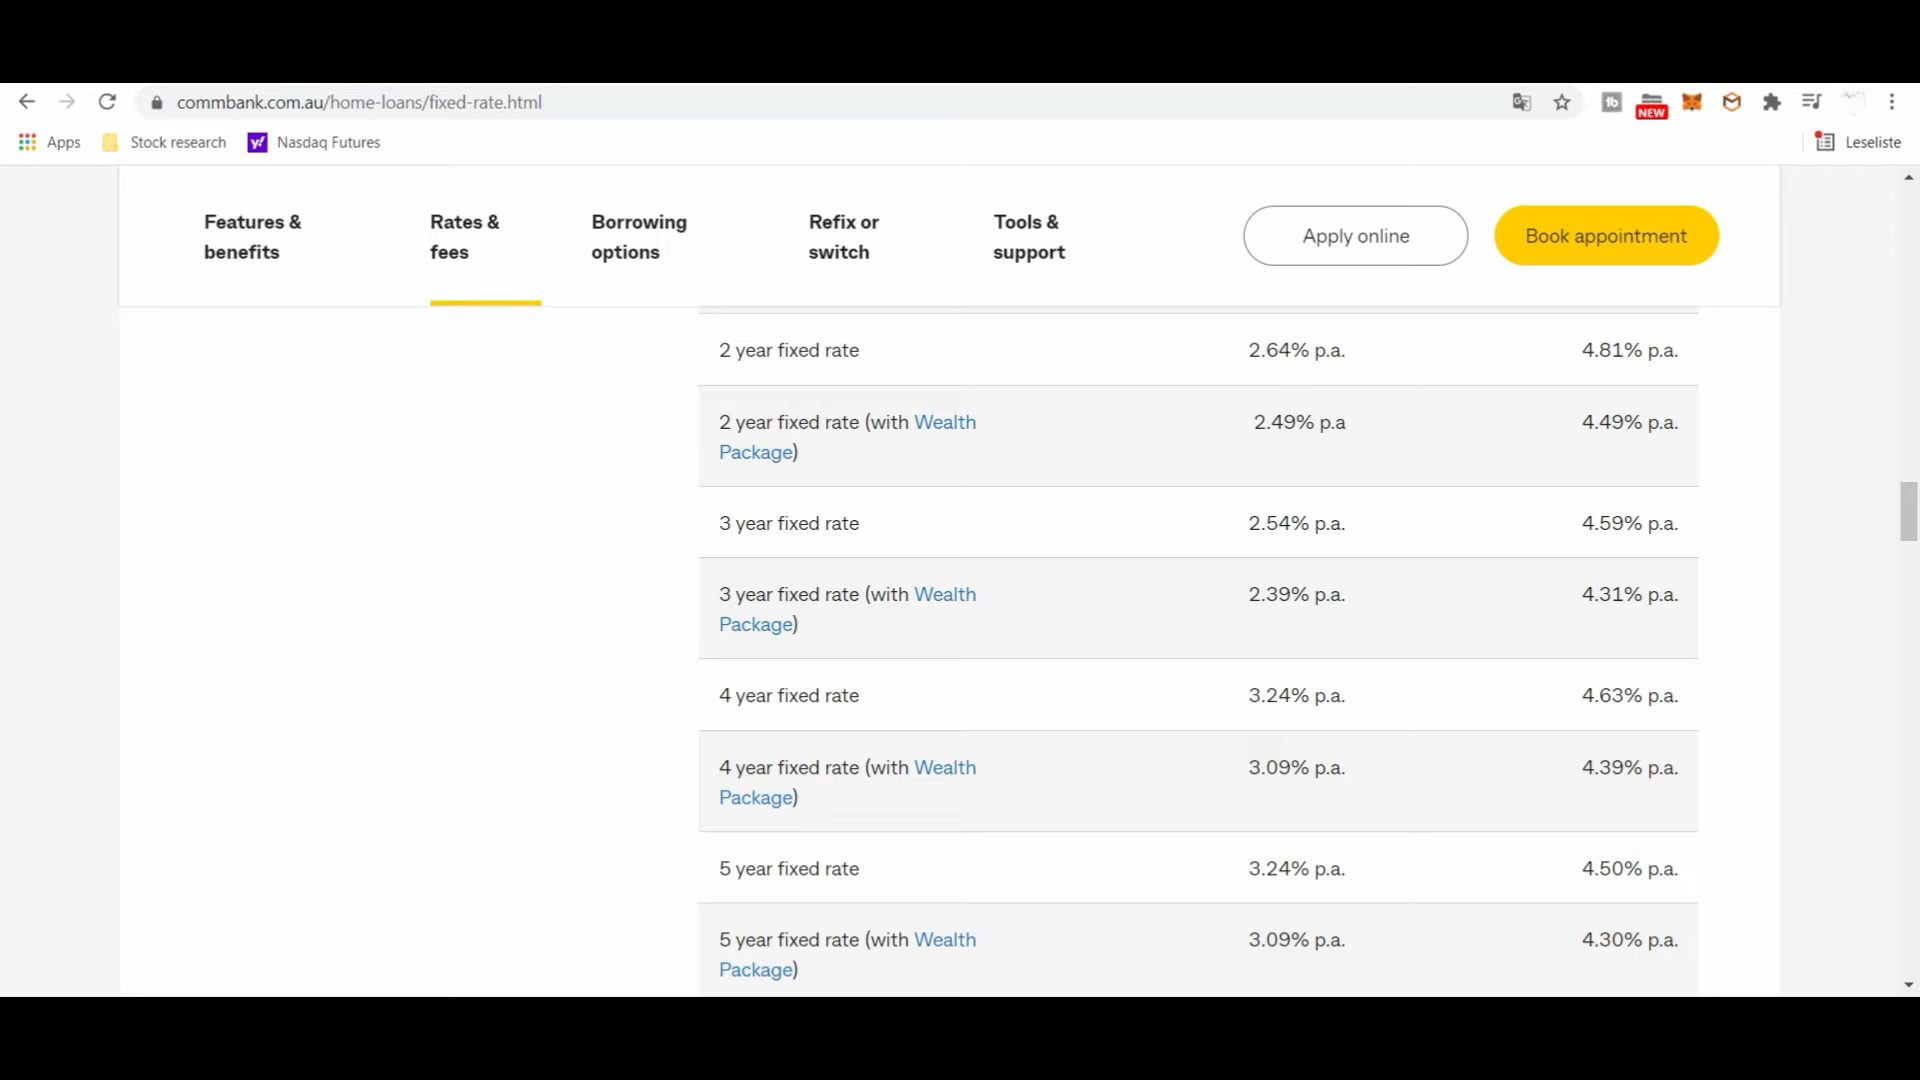 commbank.com.au/home-loans/fixed-rate.html
NEW
Apps Stock research Nasdaq Futures Leseliste
Features & benefits
Rates & fees
Borrowing options
Refix or switch
Tools & support
Apply online
Book appointment
2 year fixed rate 2.64% p.a. 4.81% p.a.
2 year fixed rate (with Wealth 2.49% p.a 4.49% p.a.
Package)
3 year fixed rate 2.54% p.a. 4.59% p.a.
3 year fixed rate (with Wealth 2.39% p.a. 4.31% p.a.
Package)
4 year fixed rate 3.24% p.a. 4.63% p.a.
4 year fixed rate (with Wealth 3.09% p.a. 4.39% p.a.
Package)
5 year fixed rate 3.24% p.a. 4.50% p.a.
5 year fixed rate (with Wealth 3.09% p.a. 4.30% p.a.
Package)